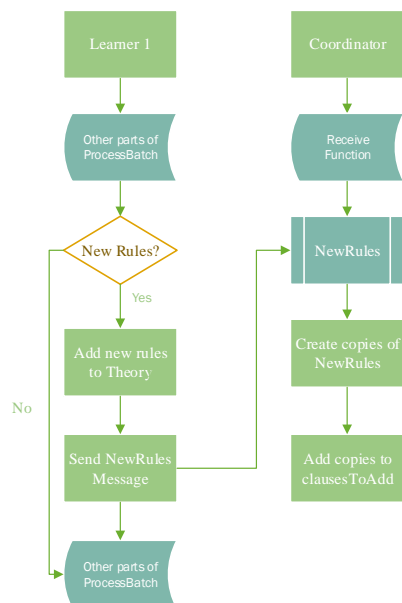 Learner 1
Coordinator
Other parts of
ProcessBatch
Receive
Function
New Rules?
NewRules
Yes
Add new rules
to Theory
Create copies of
NewRules
No
Send NewRules
Message
Add copies to
clausesToAdd
Other parts of
ProcessBatch